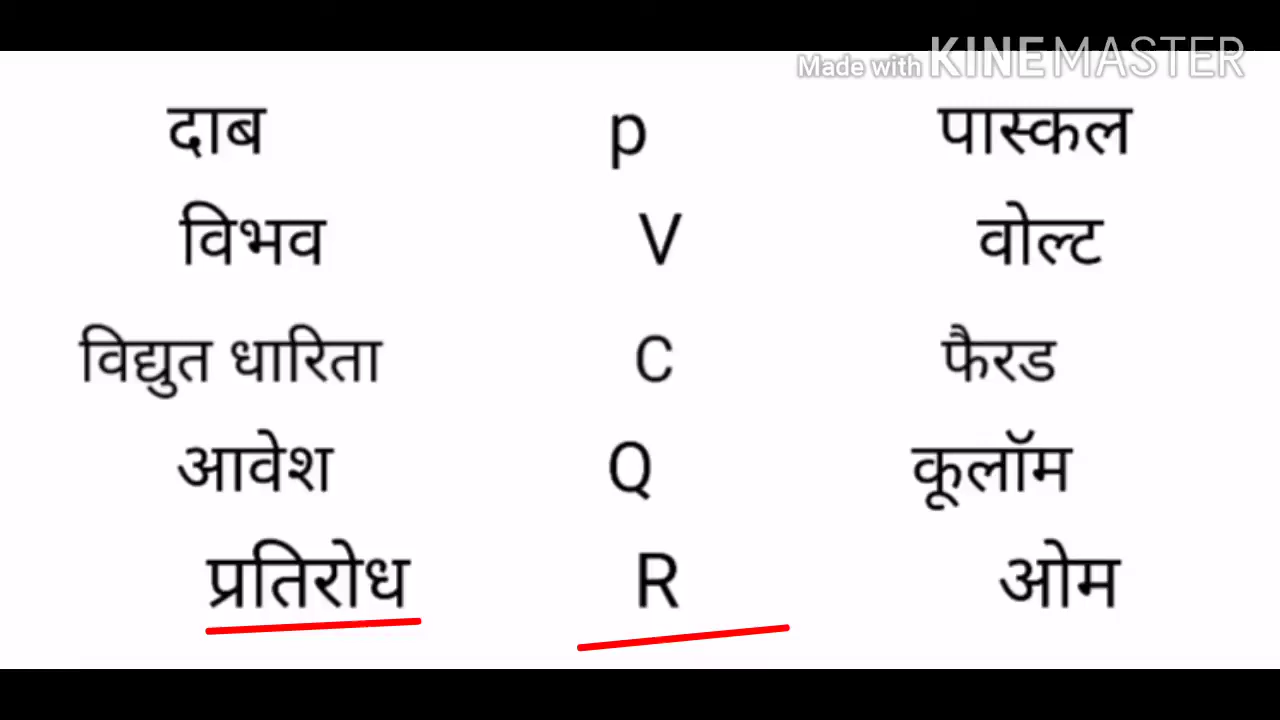 Made with KINEMASTER
दाब p पास्कल
विभव V वोल्ट
विद्युत धारिता C फैरड
आवेश Q कूलॉम
प्रतिरोध R ओम